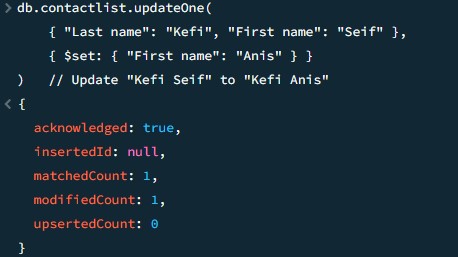 > db.contactlist.updateOne(
    { "Last name": "Kefi", "First name": "Seif" },
    { $set: { "First name": "Anis" } }
)   // Update "Kefi Seif" to "Kefi Anis"
< {
  acknowledged: true,
  insertedId: null,
  matchedCount: 1,
  modifiedCount: 1,
  upsertedCount: 0
}